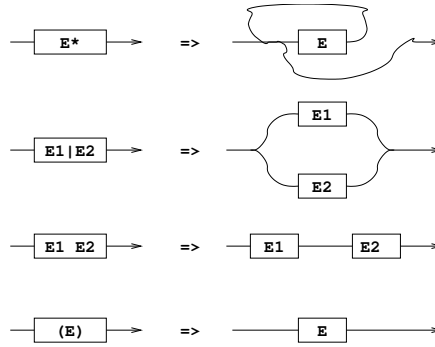 E* => E
E1|E2 => E1
E2
E1 E2 => E1 E2
(E) => E